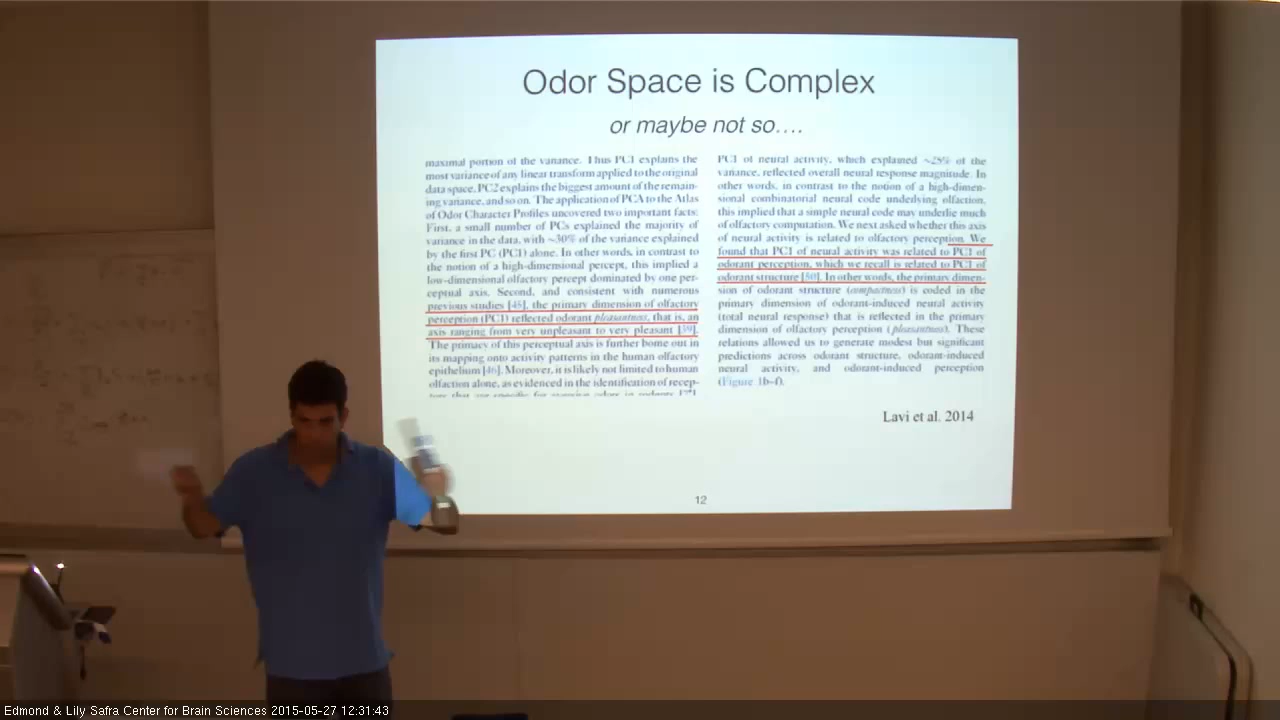 Odor Space is Complex
or maybe not so….
maximal portion of the variance. Thus PC1 explains the
most variance of any linear transform applied to the original
data space, PC2 explains the biggest amount of the remain-
ing variance, and so on. The application of PCA to the Atlas
of Odor Character Profiles uncovered two important facts:
First, a small number of PCs explained the majority of
variance in the data, with ~30% of the variance explained
by the first PC (PC1) alone. In other words, in contrast to
the notion of a high-dimensional percept, this implied a
low-dimensional olfactory percept dominated by one per-
ceptual axis. Second, and consistent with numerous
previous studies [45], the primary dimension of olfactory
perception (PC1) reflected odorant pleasantness, that is, an
axis ranging from very unpleasant to very pleasant [39].
The primacy of this perceptual axis is further borne out in
its mapping onto activity patterns in the human olfactory
epithelium [46]. Moreover, it is likely not limited to human
olfaction alone, as evidenced in the identification of recep-
PC1 of neural activity, which explained ~25% of the
variance, reflected overall neural response magnitude. In
other words, in contrast to the notion of a high-dimen-
sional combinatorial neural code underlying olfaction,
this implied that a simple neural code may underlie much
of olfactory computation. We next asked whether this axis
of neural activity is related to olfactory perception. We
found that PC1 of neural activity was related to PC1 of
odorant perception, which we recall is related to PC1 of
odorant structure [50]. In other words, the primary dimen-
sion of odorant structure (compactness) is coded in the
primary dimension of odorant-induced neural activity
(total neural response) that is reflected in the primary
dimension of olfactory perception (pleasantness). These
relations allowed us to generate modest but significant
predictions across odorant structure, odorant-induced
neural activity, and odorant-induced perception
(Figure 1b–f).
Lavi et al. 2014
12
Edmond & Lily Safra Center for Brain Sciences 2015-05-27 12:31:43